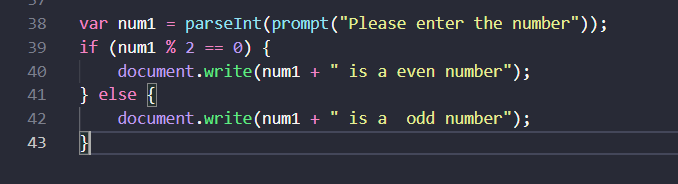 38 var num1 = parseInt(prompt("Please enter the number"));
39 if (num1 % 2 == 0) {
40     document.write(num1 + " is a even number");
41 } else {
42     document.write(num1 + " is a  odd number");
43 }